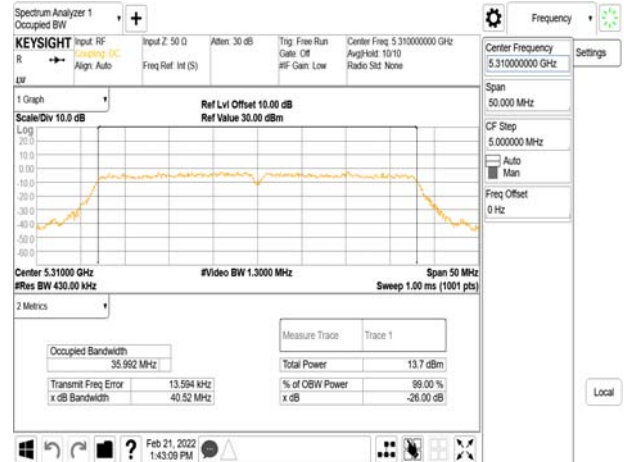 Spectrum Analyzer 1
Occupied BW
+
Frequency
KEYSIGHT
R
LVI
Input: RF
Coupling: DC
Align: Auto
Input Z: 50 Ω
Freq Ref: Int (S)
Atten: 30 dB
Trig: Free Run
Gate: Off
#IF Gain: Low
Center Freq: 5.310000000 GHz
Avg|Hold: 10/10
Radio Std: None
Center Frequency
5.310000000 GHz
Settings
Span
50.000 MHz
CF Step
5.000000 MHz
Auto
Man
Freq Offset
0 Hz
Local
1 Graph
Scale/Div 10.0 dB
Ref Lvl Offset 10.00 dB
Ref Value 30.00 dBm
Log
20.0
10.0
0.00
-10.0
-20.0
-30.0
-40.0
-50.0
-60.0
Center 5.31000 GHz
#Res BW 430.00 kHz
#Video BW 1.3000 MHz
Span 50 MHz
Sweep 1.00 ms (1001 pts)
2 Metrics
Measure Trace Trace 1
Occupied Bandwidth
35.992 MHz
Total Power 13.7 dBm
Transmit Freq Error 13.594 kHz
% of OBW Power 99.00 %
x dB Bandwidth 40.52 MHz
x dB -26.00 dB
?
Feb 21, 2022
1:43:09 PM